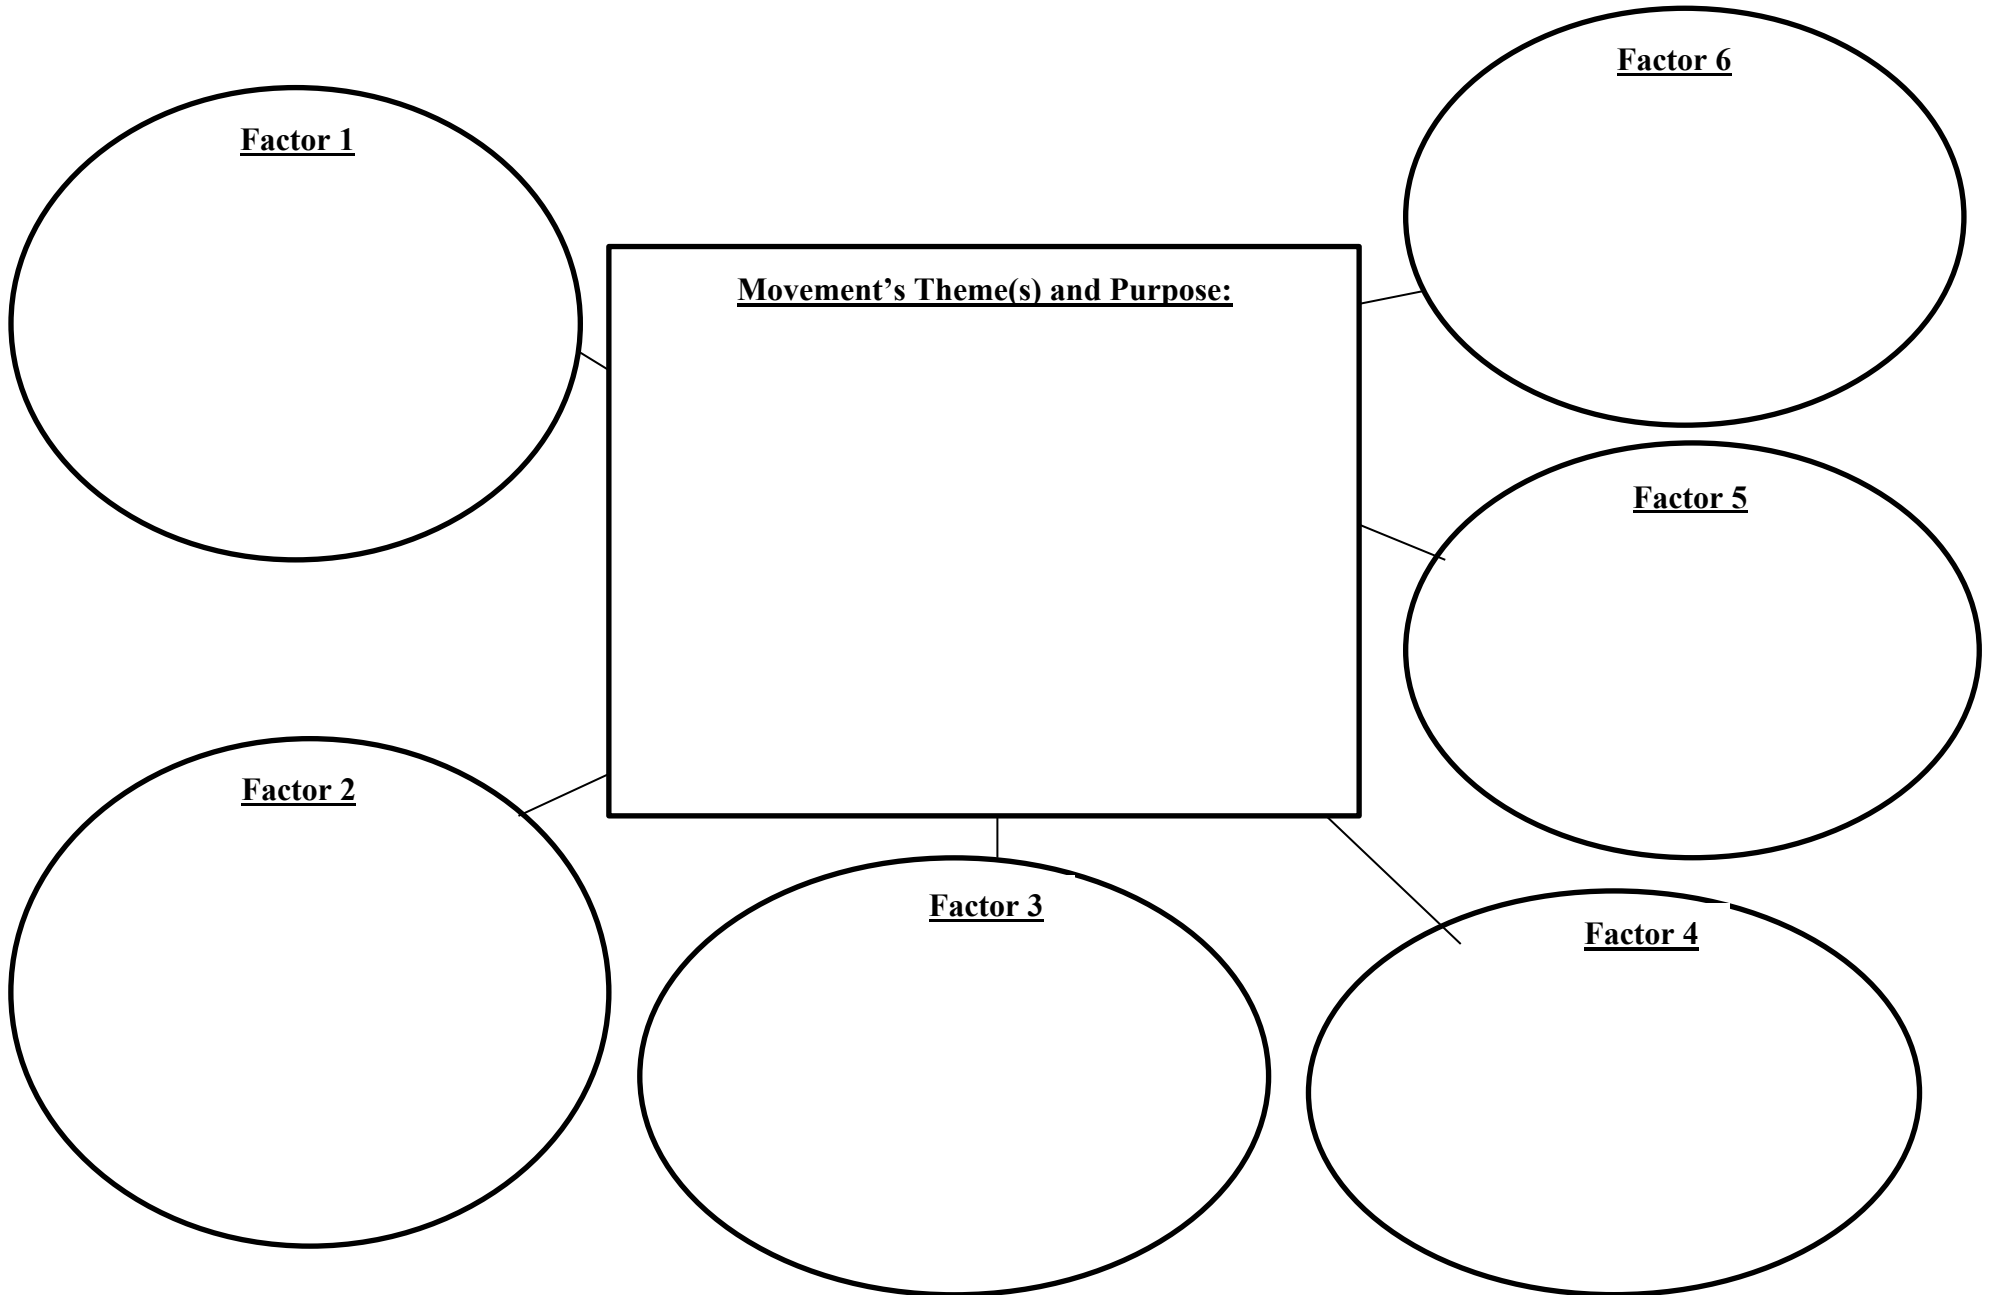 Factor 6
Factor 1
Movement’s Theme(s) and Purpose:
Factor 5
Factor 2
Factor 3
Factor 4